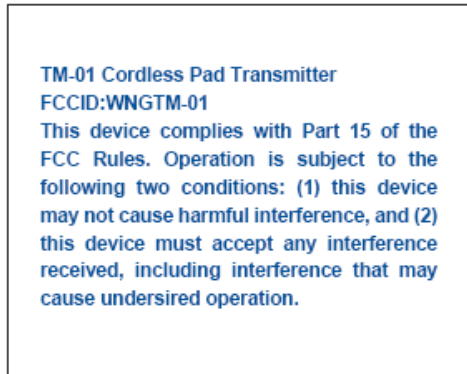 TM-01 Cordless Pad Transmitter
FCCID:WNGTM-01
This device complies with Part 15 of the
FCC Rules. Operation is subject to the
following two conditions: (1) this device
may not cause harmful interference, and (2)
this device must accept any interference
received, including interference that may
cause undersired operation.